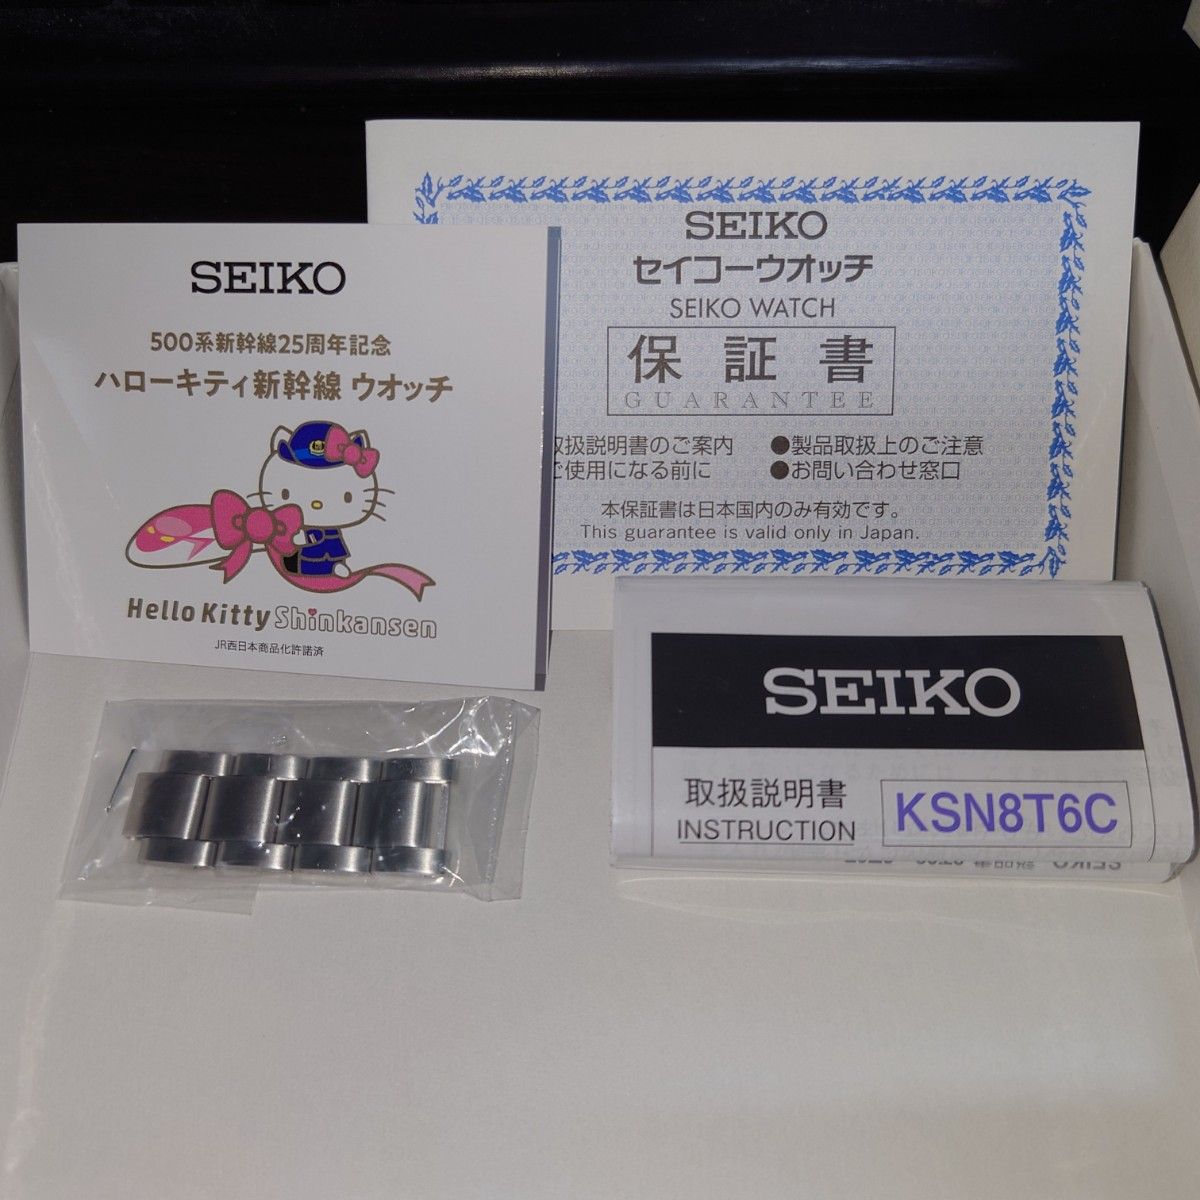 SEIKO
500系新幹線25周年記念
ハローキティ新幹線 ウオッチ
Hello Kitty Shinkansen
JR西日本商品化許諾済
SEIKO
セイコーウオッチ
SEIKO WATCH
保証書
GUARANTEE
取扱説明書のご案内 ●製品取扱上のご注意
ご使用になる前に ●お問い合わせ窓口
本保証書は日本国内のみ有効です。
This guarantee is valid only in Japan.
SEIKO
取扱説明書
INSTRUCTION
KSN8T6C
SEIKO